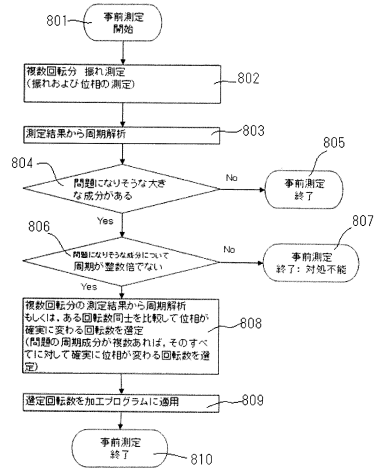 801
事前測定
開始
複数回転分 振れ測定
(振れおよび位相の測定)
802
測定結果から周期解析
803
804
問題になりそうな大き
な成分がある
No
805
事前測定
終了
Yes
806
問題になりそうな成分について
周期が整数倍でない
No
807
事前測定
終了:対処不能
Yes
複数回転分の測定結果から周期解析
もしくは、ある回転数同士を比較して位相が
確実に変わる回転数を選定
(問題の周期成分が複数あれば、そのす
べてに対して確実に位相が変わる回転数を選
定)
808
選定回転数を加工プログラムに適用
809
事前測定
終了
810